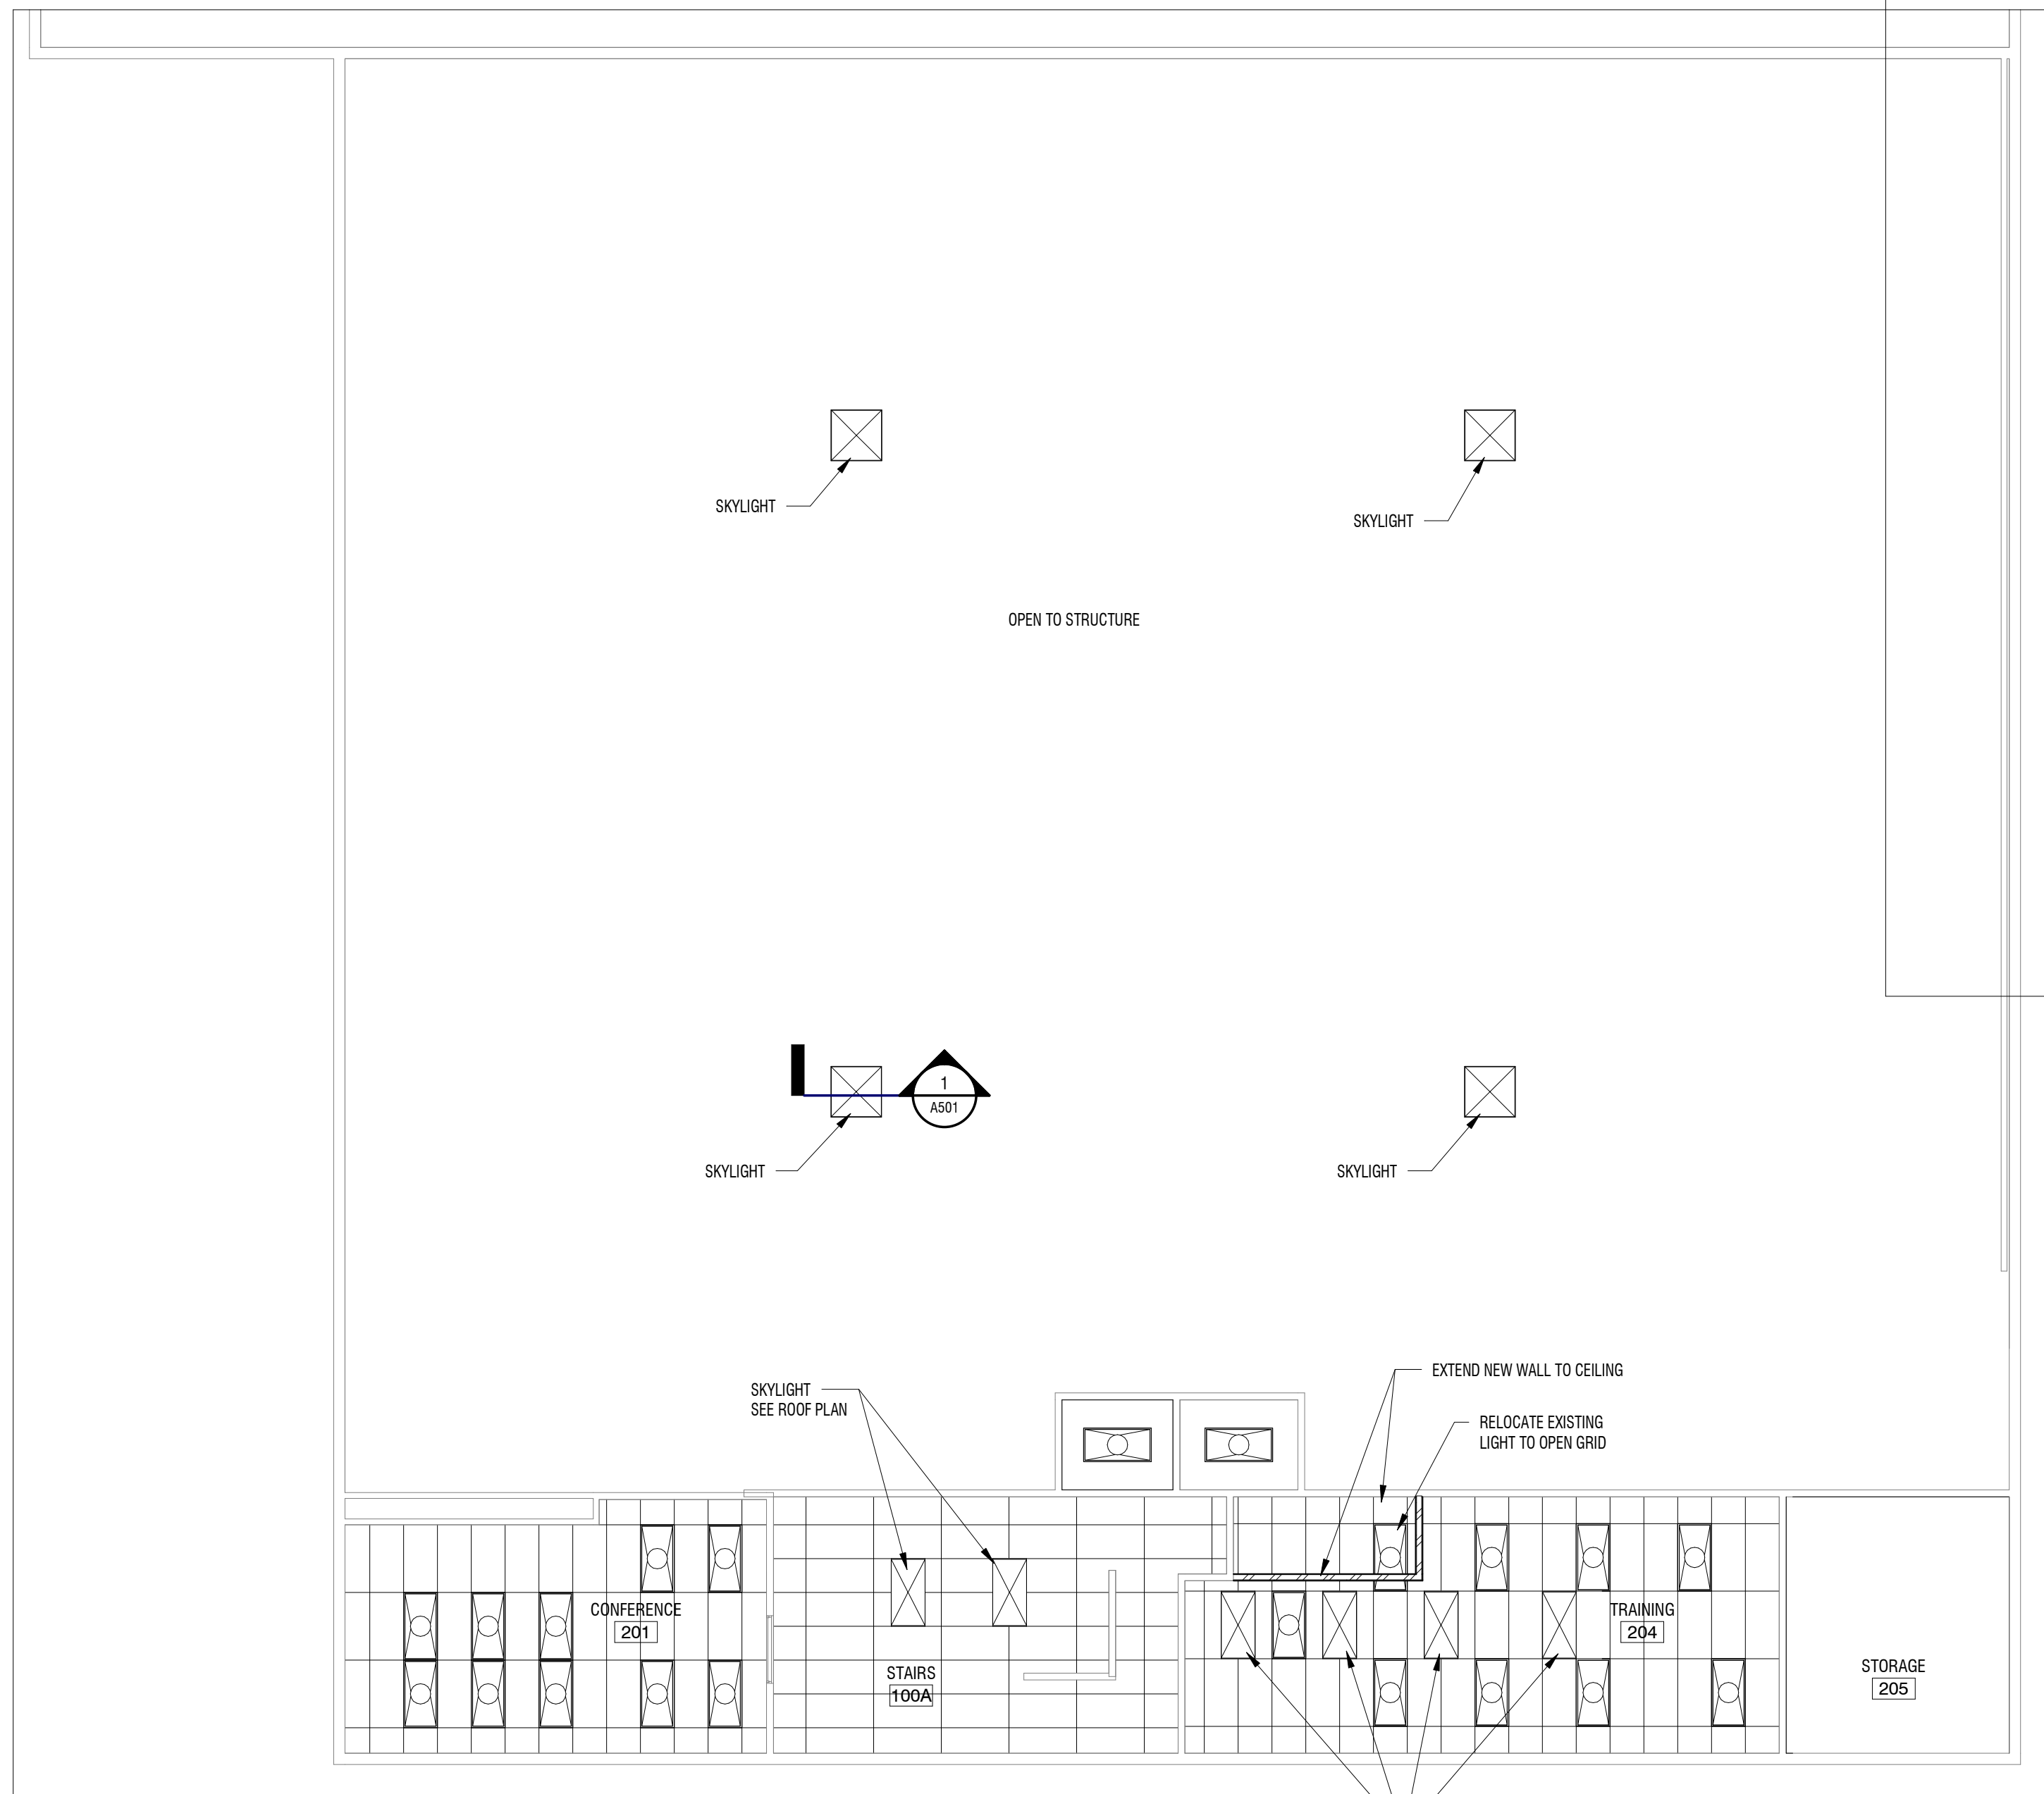 SKYLIGHT
SKYLIGHT
OPEN TO STRUCTURE
1
A501
SKYLIGHT
SKYLIGHT
EXTEND NEW WALL TO CEILING
SKYLIGHT
SEE ROOF PLAN
RELOCATE EXISTING
LIGHT TO OPEN GRID
CONFERENCE
201
TRAINING
204
STAIRS
100A
STORAGE
205